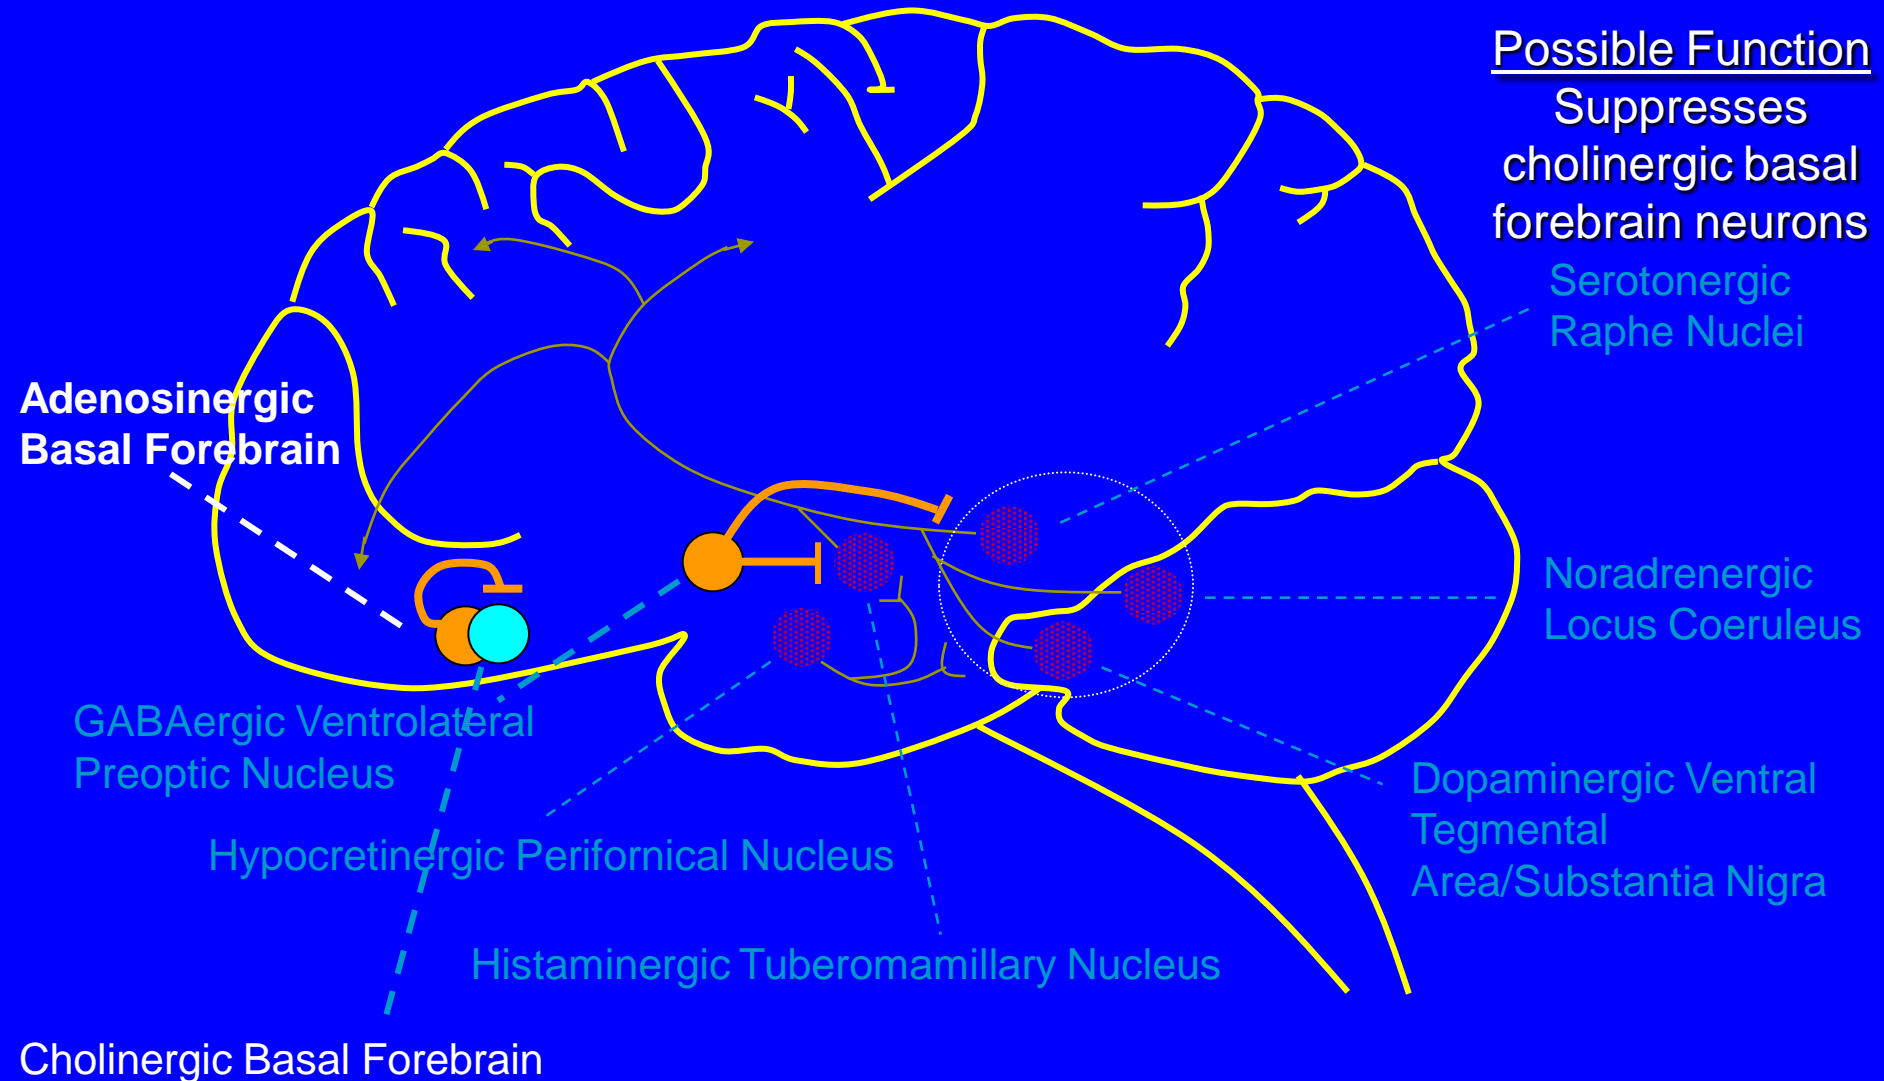 Possible Function
Suppresses
cholinergic basal
forebrain neurons
Serotonergic
Raphe Nuclei
Adenosinergic
Basal Forebrain
Noradrenergic
Locus Coeruleus
GABAergic Ventrolateral
Preoptic Nucleus
Dopaminergic Ventral
Tegmental
Area/Substantia Nigra
Hypocretinergic Perifornical Nucleus
Histaminergic Tuberomamillary Nucleus
Cholinergic Basal Forebrain